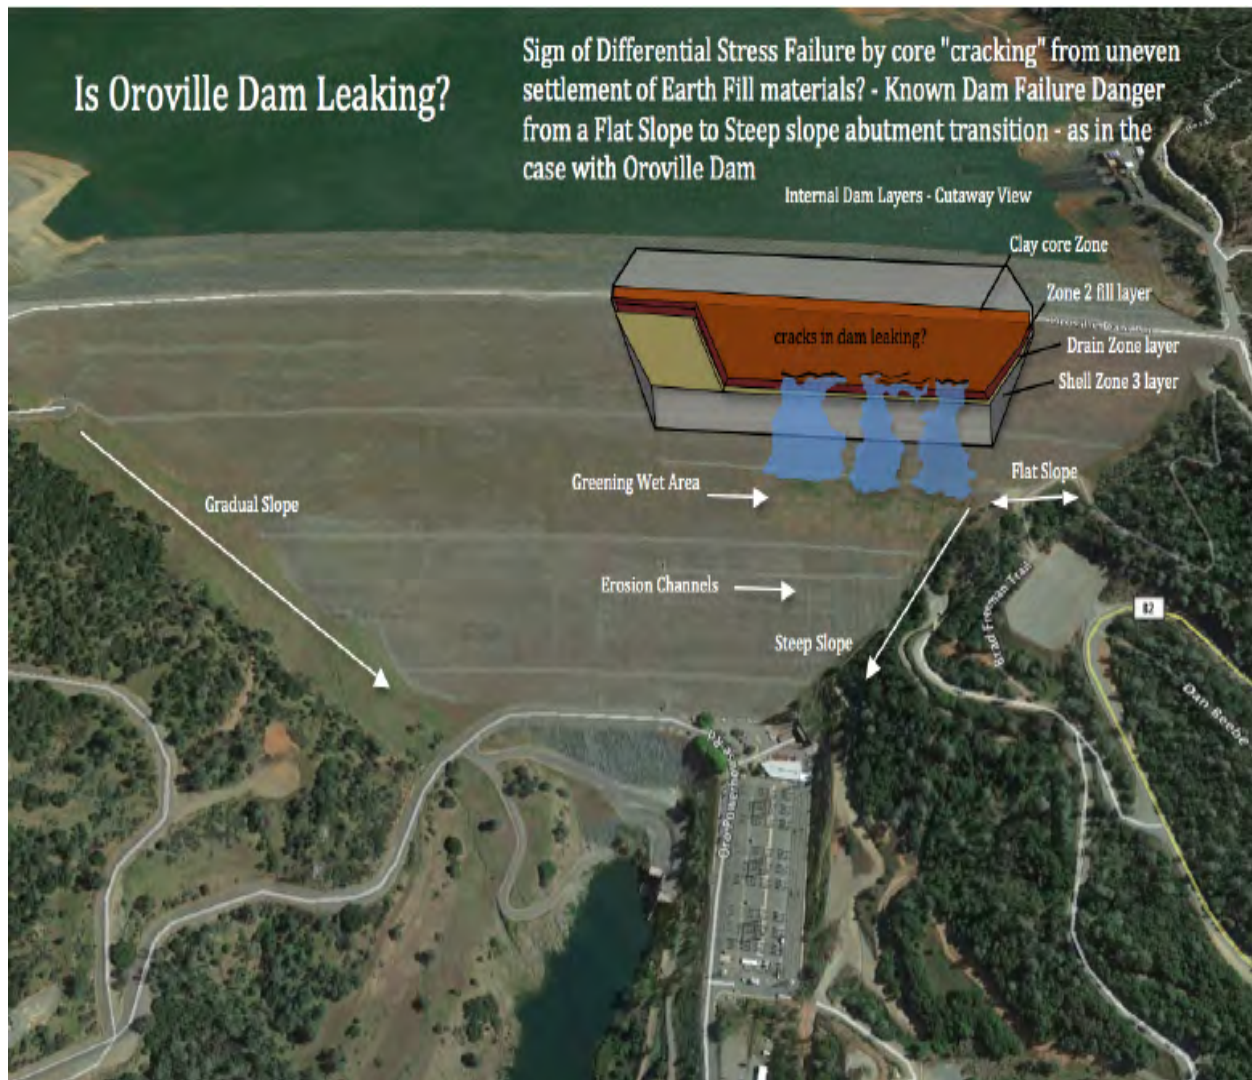 Is Oroville Dam Leaking?
Sign of Differential Stress Failure by core "cracking" from uneven
settlement of Earth Fill materials? - Known Dam Failure Danger
from a Flat Slope to Steep slope abutment transition - as in the
case with Oroville Dam
Internal Dam Layers - Cutaway View
Clay core Zone
Zone 2 fill layer
cracks in dam leaking?
Drain Zone layer
Shell Zone 3 layer
Flat Slope
Greening Wet Area
Gradual Slope
Erosion Channels
Steep Slope
Brad Freeman Trail
82
Dan Beebe
Oro Powerhouse Rd